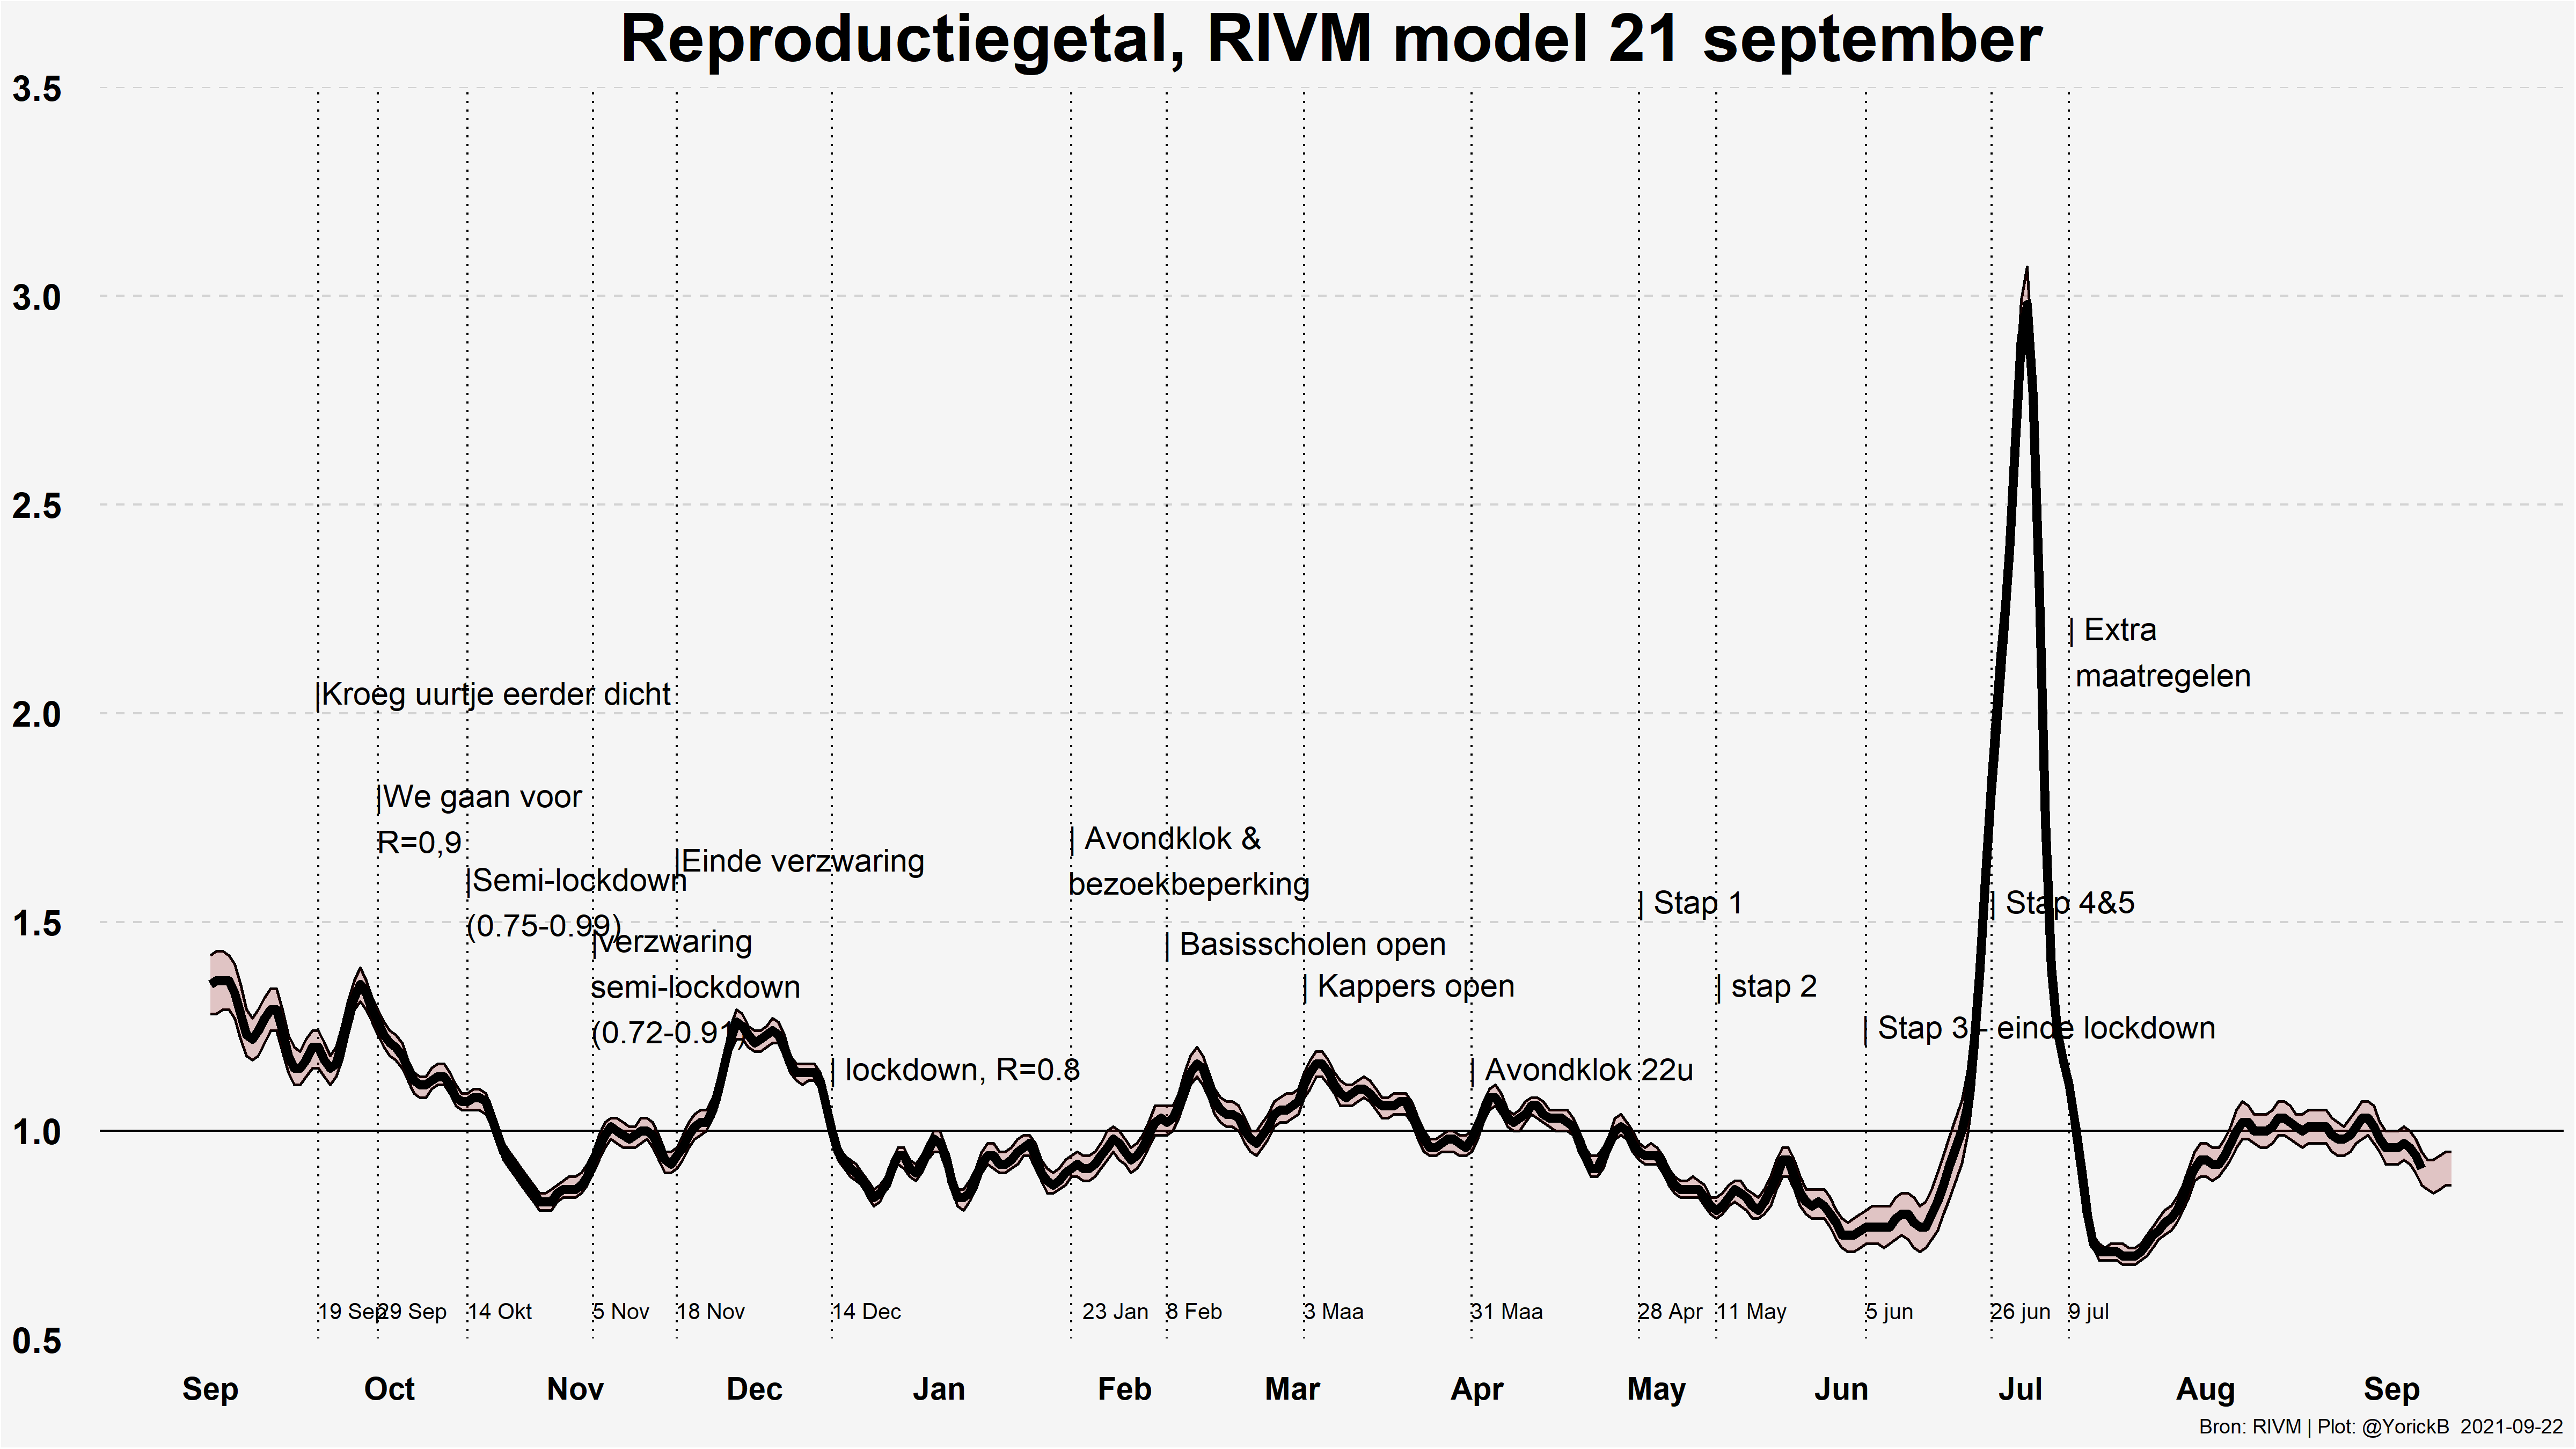 Reproductiegetal, RIVM model 21 september
3.5
3.0
2.5
2.0
1.5
1.0
0.5
|Kroeg uurtje eerder dicht
|We gaan voor
R=0,9
|Semi-lockdown
(0.75-0.99)
|verzwaring
semi-lockdown
(0.72-0.91)
|Einde verzwaring
| lockdown, R=0.8
| Avondklok &
bezoekbeperking
| Basisscholen open
| Kappers open
| Avondklok 22u
| Stap 1
| stap 2
| Stap 3 - einde lockdown
| Stap 4&5
| Extra
maatregelen
19 Sep
29 Sep
14 Okt
5 Nov
18 Nov
14 Dec
23 Jan
8 Feb
3 Maa
31 Maa
28 Apr
11 May
5 jun
26 jun
9 jul
Sep
Oct
Nov
Dec
Jan
Feb
Mar
Apr
May
Jun
Jul
Aug
Sep
Bron: RIVM | Plot: @YorickB 2021-09-22